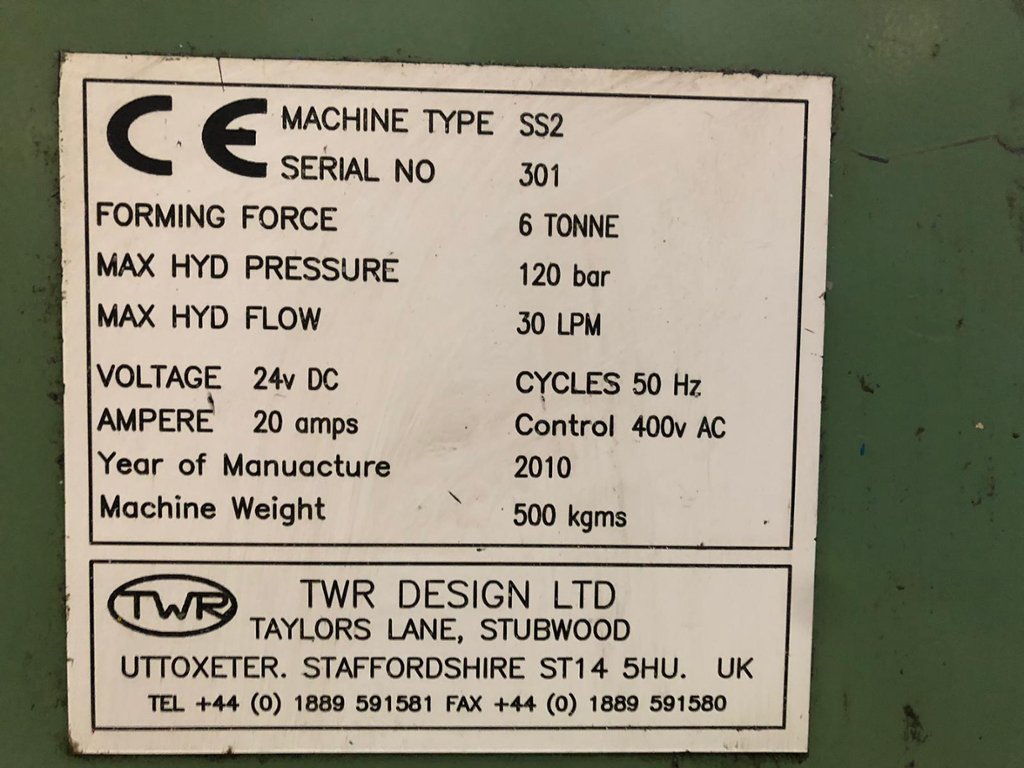 CE MACHINE TYPE SS2
SERIAL NO 301
FORMING FORCE 6 TONNE
MAX HYD PRESSURE 120 bar
MAX HYD FLOW 30 LPM
VOLTAGE 24v DC CYCLES 50 Hz
AMPERE 20 amps Control 400v AC
Year of Manuacture 2010
Machine Weight 500 kgms
TWR TWR DESIGN LTD
TAYLORS LANE, STUBWOOD
UTTOXETER. STAFFORDSHIRE ST14 5HU. UK
TEL +44 (0) 1889 591581 FAX +44 (0) 1889 591580